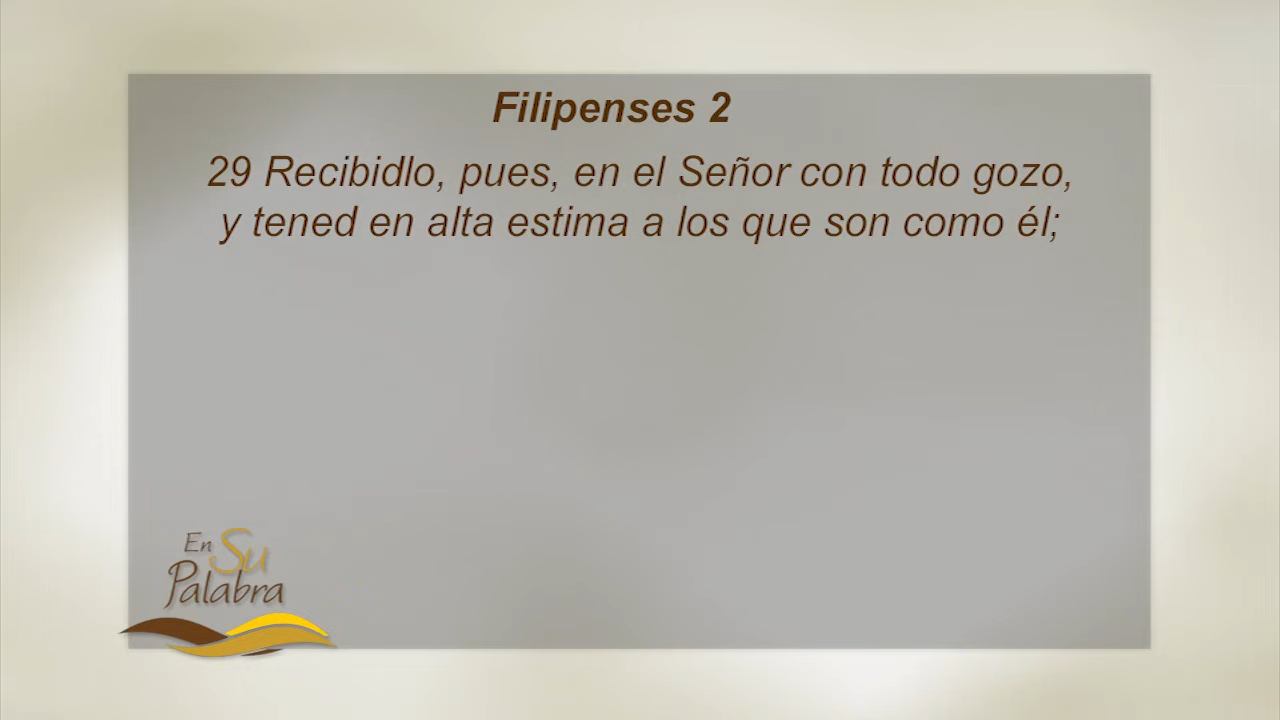 Filipenses 2
29 Recibidlo, pues, en el Señor con todo gozo,
y tened en alta estima a los que son como él;
En Su
Palabra